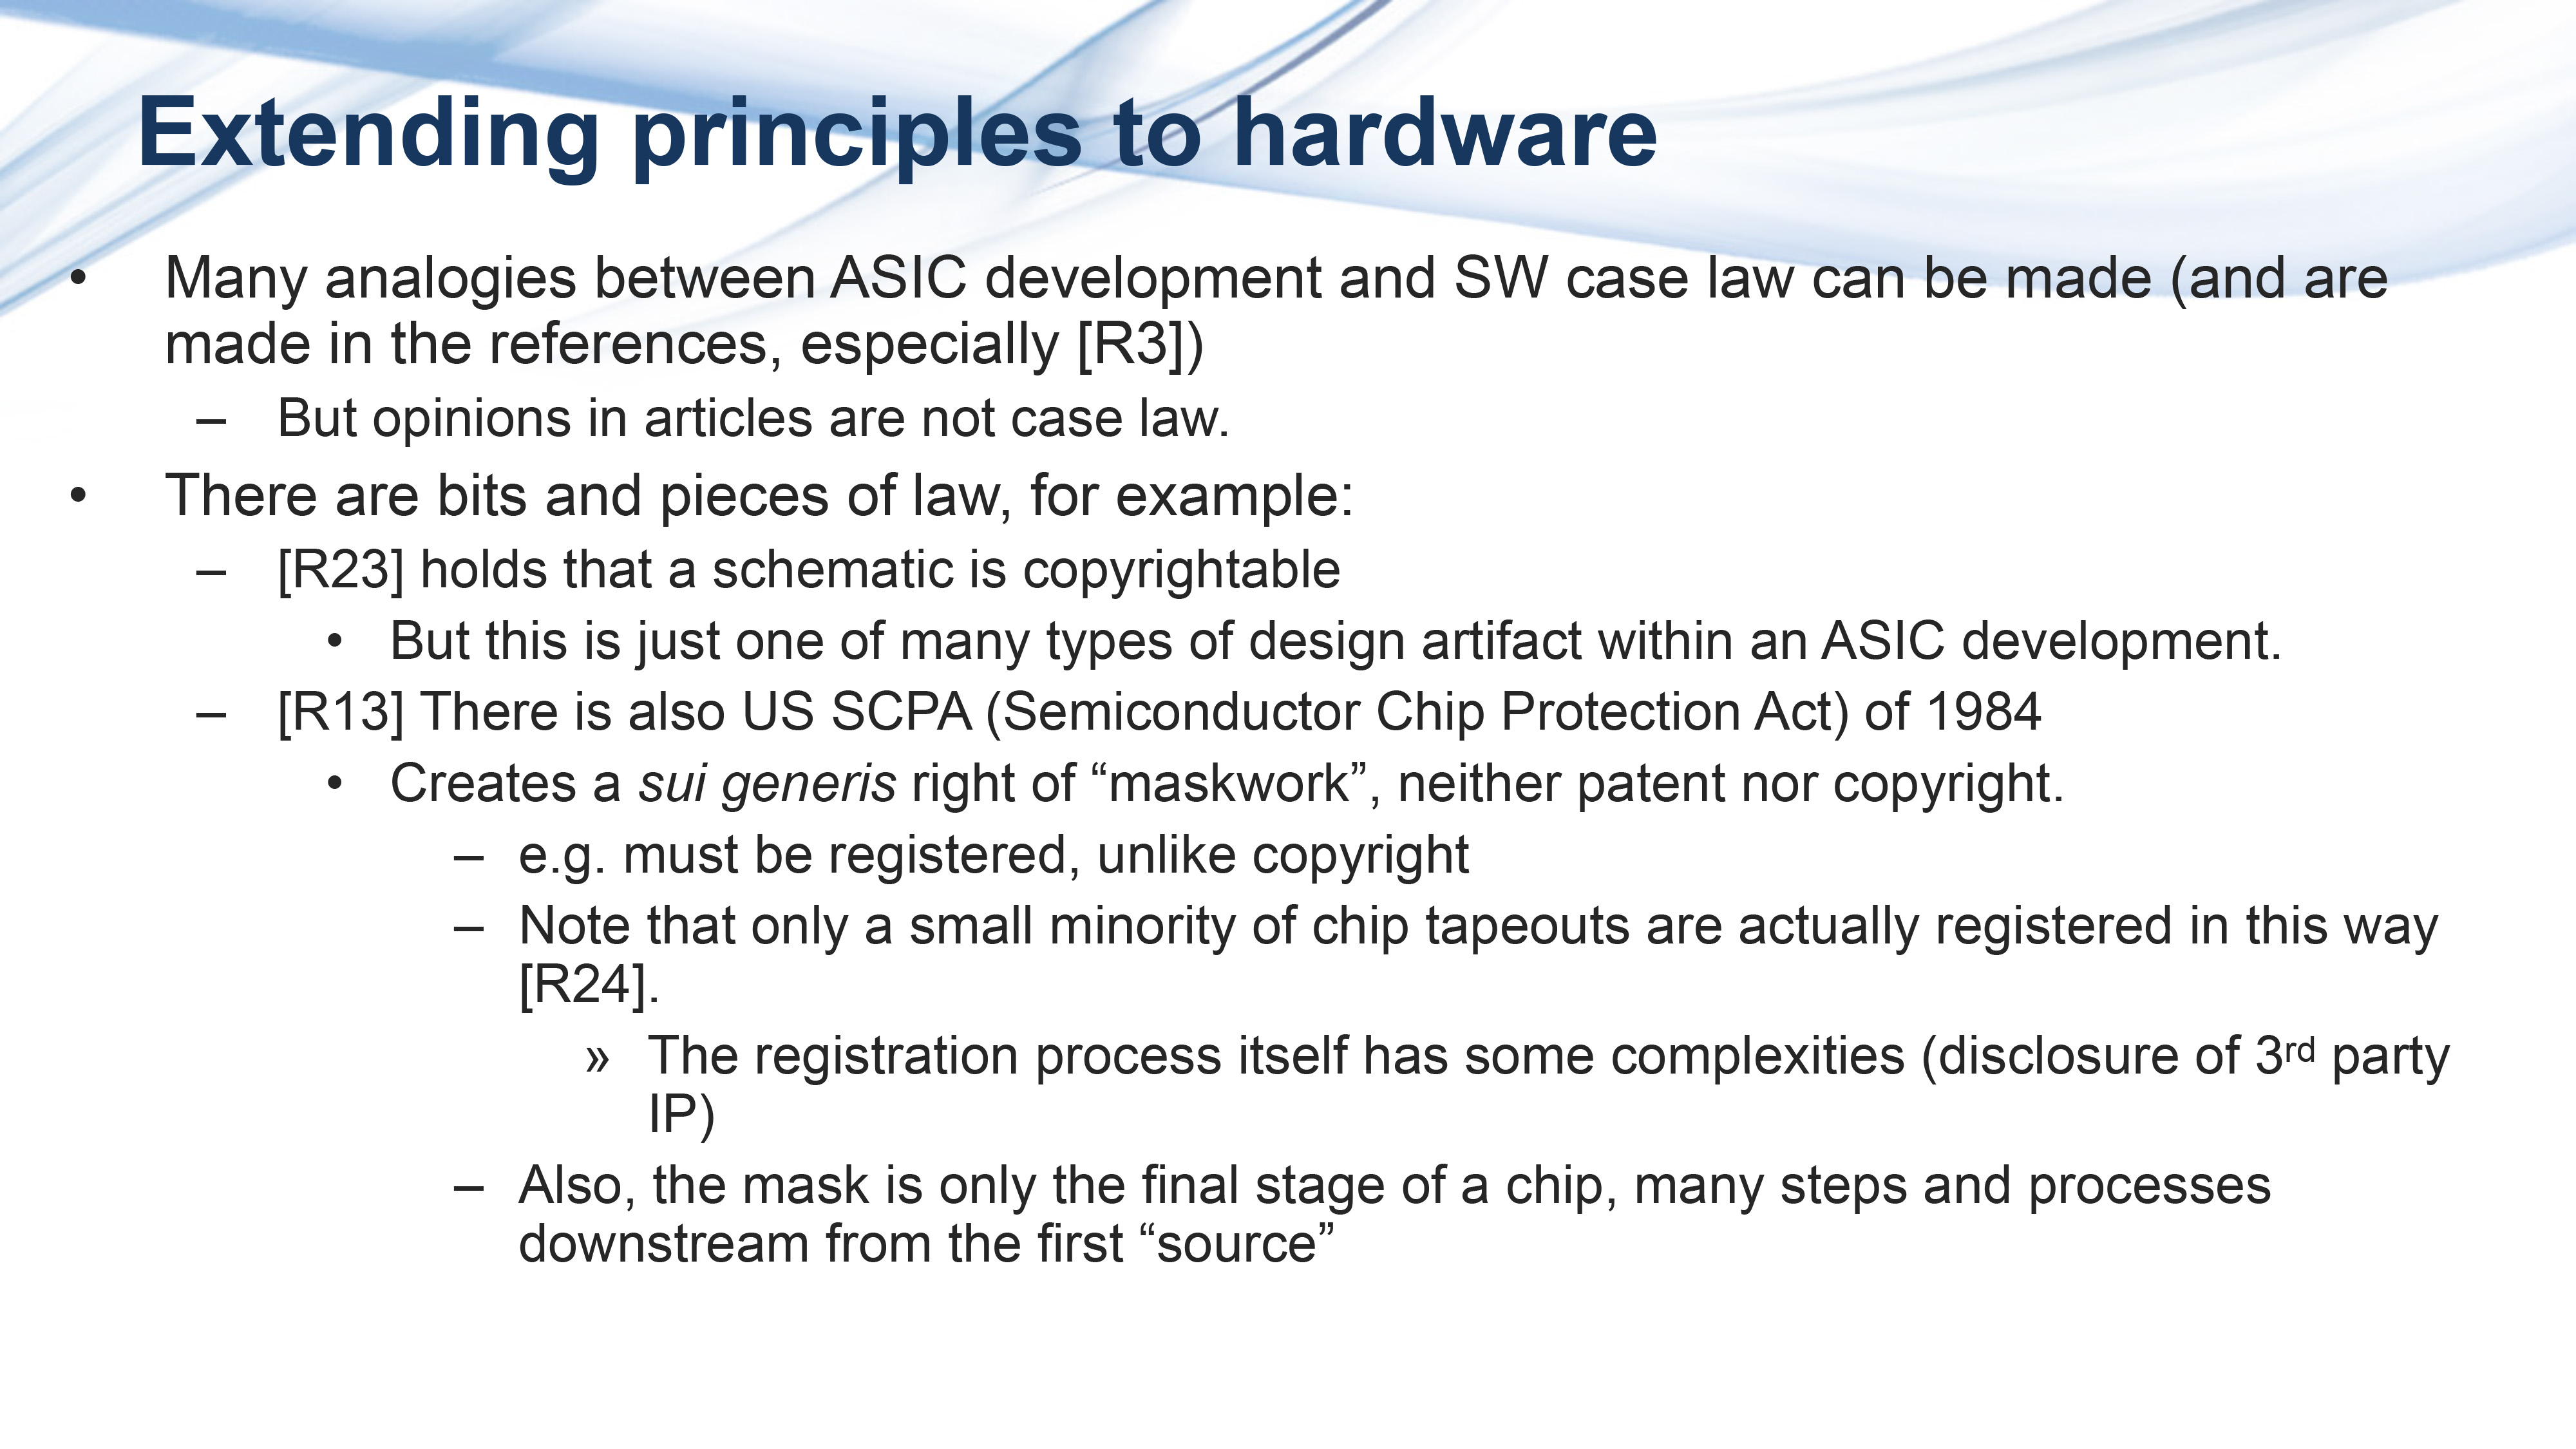 Extending principles to hardware
• Many analogies between ASIC development and SW case law can be made (and are
made in the references, especially [R3])
– But opinions in articles are not case law.
• There are bits and pieces of law, for example:
– [R23] holds that a schematic is copyrightable
• But this is just one of many types of design artifact within an ASIC development.
– [R13] There is also US SCPA (Semiconductor Chip Protection Act) of 1984
• Creates a sui generis right of “maskwork”, neither patent nor copyright.
– e.g. must be registered, unlike copyright
– Note that only a small minority of chip tapeouts are actually registered in this way
[R24].
» The registration process itself has some complexities (disclosure of 3rd party
IP)
– Also, the mask is only the final stage of a chip, many steps and processes
downstream from the first “source”